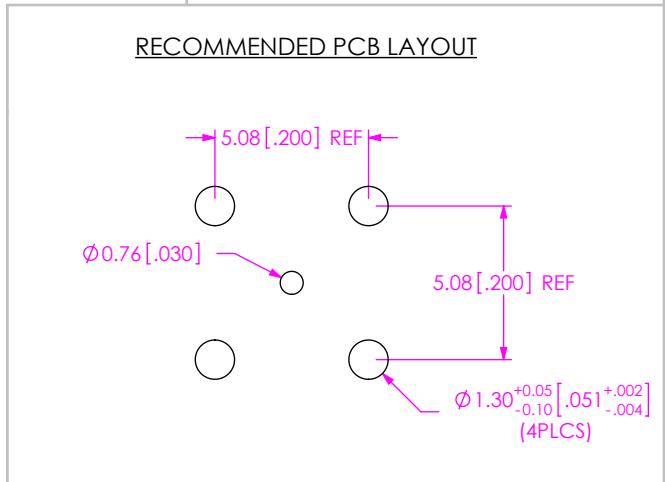 RECOMMENDED PCB LAYOUT
5.08[.200] REF
Ø0.76[.030]
5.08[.200] REF
Ø1.30+0.05 -0.10[.051+.002 -.004]
(4PLCS)